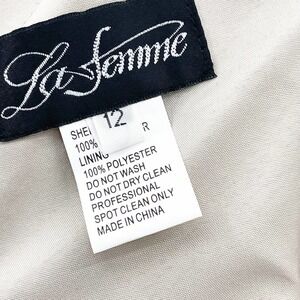 La Femme
12
SHEL R
100%
LINING
100% POLYESTER
DO NOT WASH
DO NOT DRY CLEAN
PROFESSIONAL
SPOT CLEAN ONLY
MADE IN CHINA